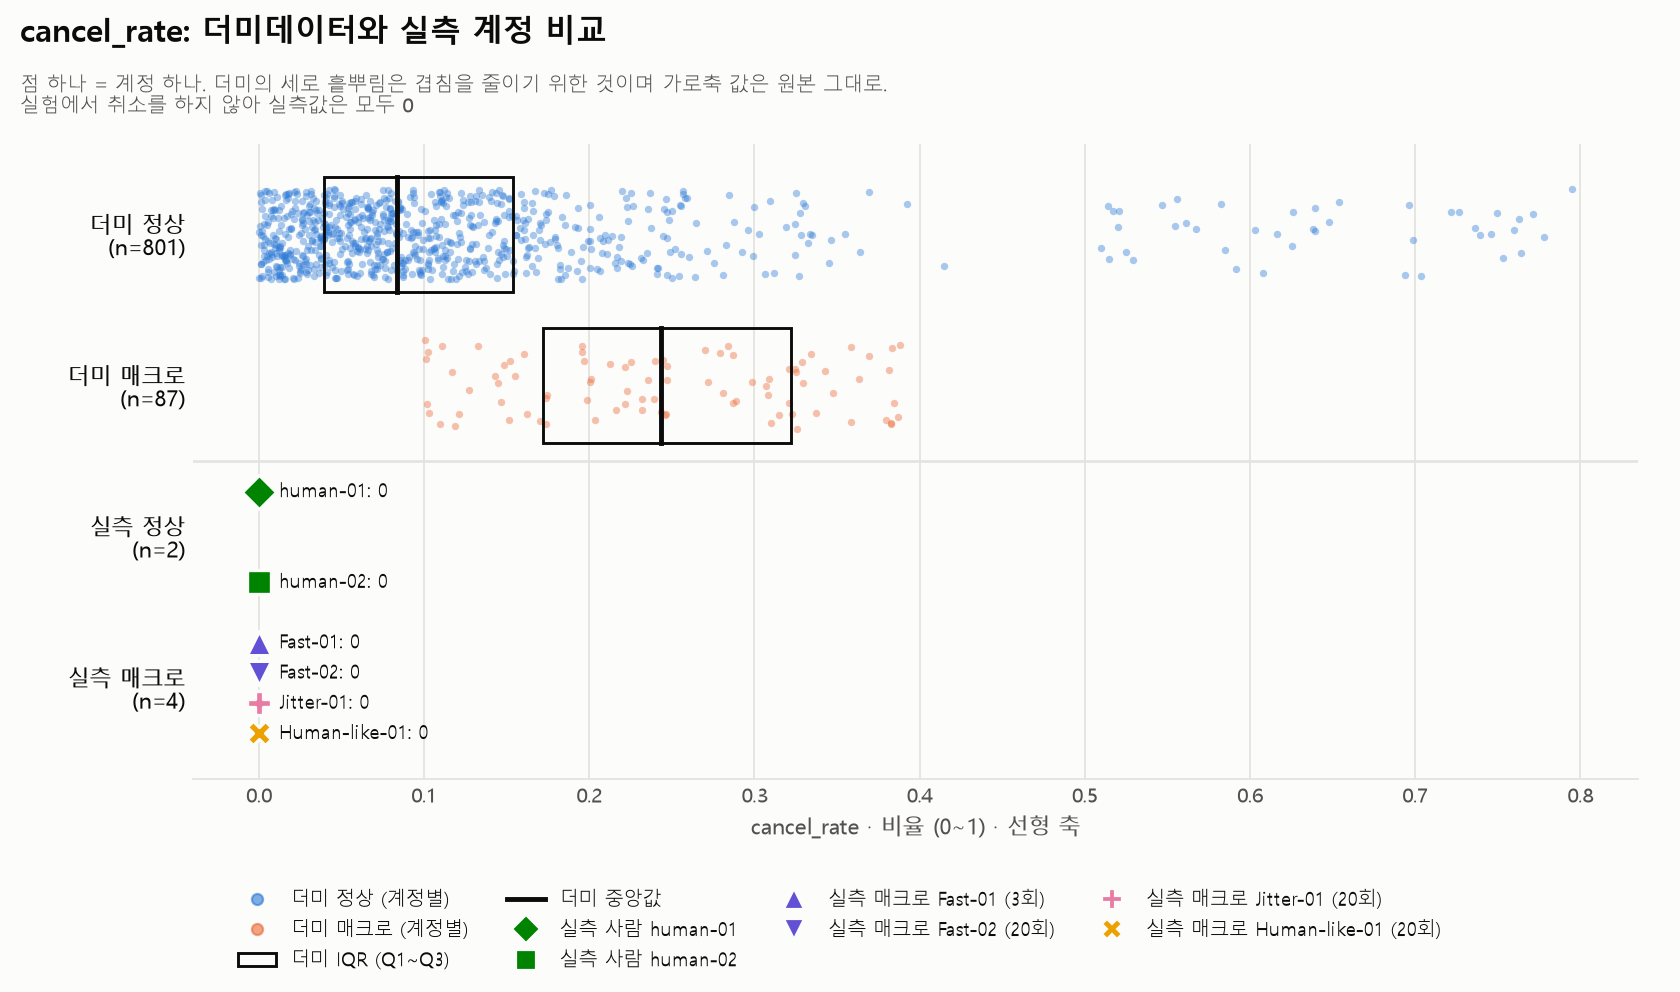 cancel_rate: 더미데이터와 실측 계정 비교
점 하나 = 계정 하나. 더미의 세로 흩뿌림은 겹침을 줄이기 위한 것이며 가로축 값은 원본 그대로.
실험에서 취소를 하지 않아 실측값은 모두 0
더미 정상
(n=801)
더미 매크로
(n=87)
human-01: 0
실측 정상
(n=2)
human-02: 0
Fast-01: 0
Fast-02: 0
실측 매크로
(n=4)
Jitter-01: 0
Human-like-01: 0
0.0 0.1 0.2 0.3 0.4 0.5 0.6 0.7 0.8
cancel_rate · 비율 (0~1) · 선형 축
더미 정상 (계정별) 더미 중앙값 실측 매크로 Fast-01 (3회) 실측 매크로 Jitter-01 (20회)
더미 매크로 (계정별) 실측 사람 human-01 실측 매크로 Fast-02 (20회) 실측 매크로 Human-like-01 (20회)
더미 IQR (Q1~Q3) 실측 사람 human-02